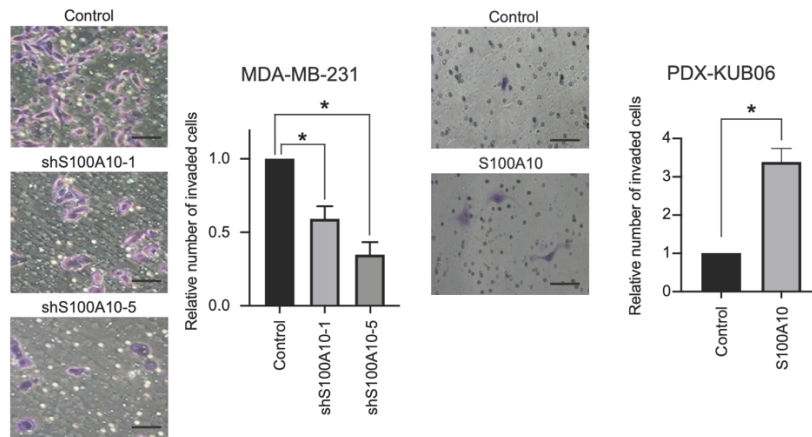 Control
shS100A10-1
shS100A10-5
MDA-MB-231
Relative number of invaded cells
1.0
0.5
0.0
*
*
Control
shS100A10-1
shS100A10-5
Control
S100A10
PDX-KUB06
Relative number of invaded cells
4
3
2
1
0
*
Control
S100A10